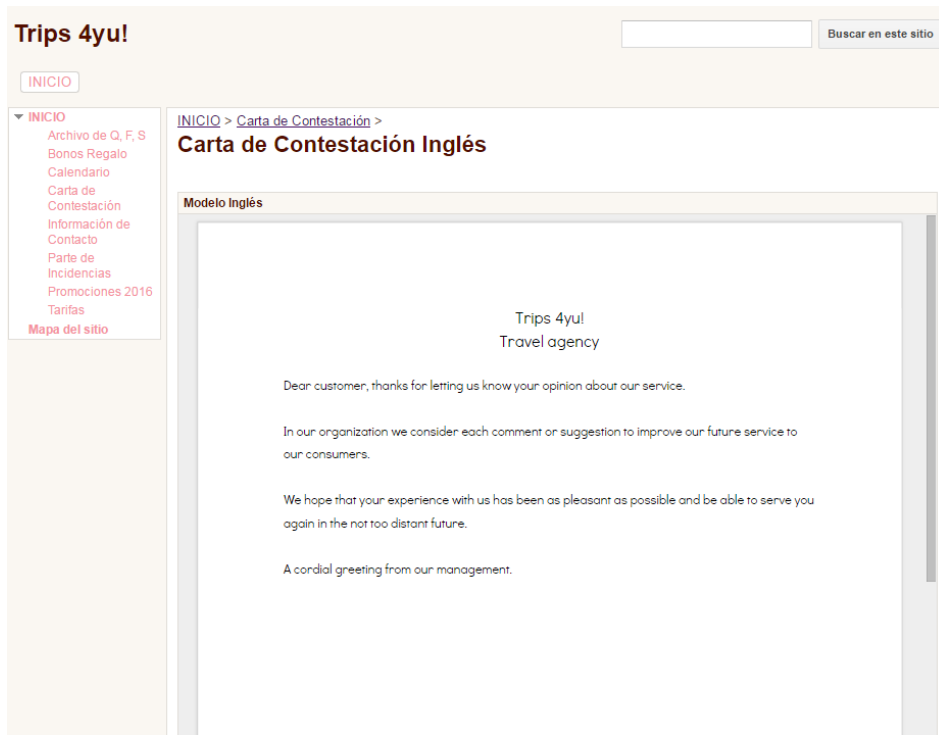 Trips 4yu!
Buscar en este sitio
INICIO
INICIO
Archivo de Q, F, S
Bonos Regalo
Calendario
Carta de
Contestación
Información de
Contacto
Parte de
Incidencias
Promociones 2016
Tarifas
Mapa del sitio
INICIO > Carta de Contestación >
Carta de Contestación Inglés
Modelo Inglés
Trips 4yu!
Travel agency
Dear customer, thanks for letting us know your opinion about our service.
In our organization we consider each comment or suggestion to improve our future service to
our consumers.
We hope that your experience with us has been as pleasant as possible and be able to serve you
again in the not too distant future.
A cordial greeting from our management.